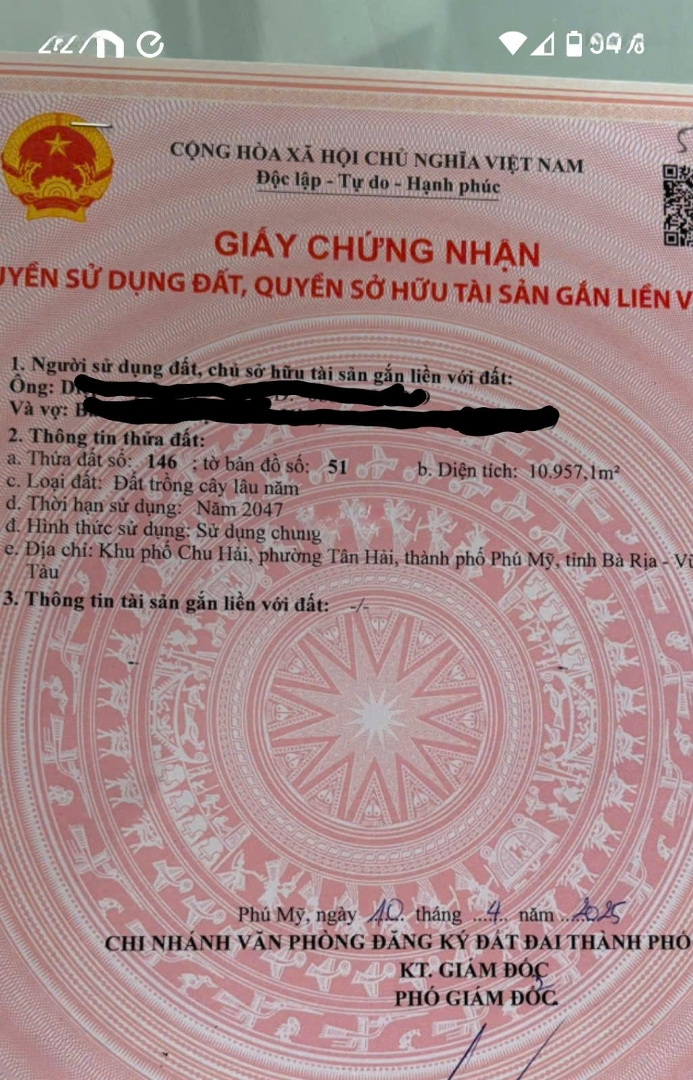 94%
CỘNG HÒA XÃ HỘI CHỦ NGHĨA VIỆT NAM
Độc lập - Tự do - Hạnh phúc
GIẤY CHỨNG NHẬN
SỬ DỤNG ĐẤT, QUYỀN SỞ HỮU TÀI SẢN GẮN LIỀN
1. Người sử dụng đất, chủ sở hữu tài sản gắn liền với đất:
Ông:
Và vợ:
2. Thông tin thửa đất:
a. Thửa đất số: 146 ; tờ bản đồ số: 51 b. Diện tích: 10.957,1m²
c. Loại đất: Đất trồng cây lâu năm
d. Thời hạn sử dụng: Năm 2047
đ. Hình thức sử dụng: Sử dụng chung
e. Địa chỉ: Khu phố Chu Hải, phường Tân Hải, thành phố Phú Mỹ, tỉnh Bà Rịa -
Tàu
3. Thông tin tài sản gắn liền với đất: -/-
Phú Mỹ, ngày 10 tháng 4 năm 2025
CHI NHÁNH VĂN PHÒNG ĐĂNG KÝ ĐẤT ĐAI THÀNH PHỐ
KT. GIÁM ĐỐC
PHÓ GIÁM ĐỐC